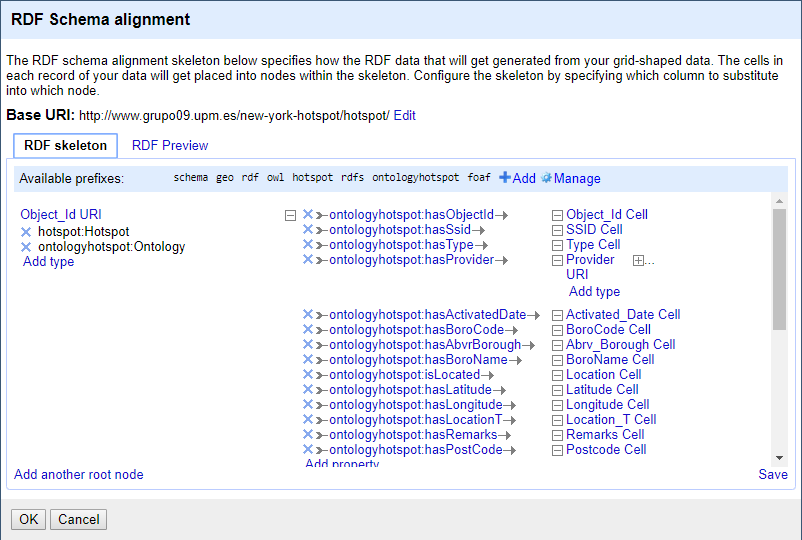 RDF Schema alignment
The RDF schema alignment skeleton below specifies how the RDF data that will get generated from your grid-shaped data. The cells in
each record of your data will get placed into nodes within the skeleton. Configure the skeleton by specifying which column to substitute
into which node.
Base URI: http://www.grupo09.upm.es/new-york-hotspot/hotspot/ Edit
RDF skeleton RDF Preview
Available prefixes: schema geo rdf owl hotspot rdfs ontologyhotspot foaf Add Manage
Object_Id URI
hotspot:Hotspot
ontologyhotspot:Ontology
Add type
ontologyhotspot:hasObjectId Object_Id Cell
ontologyhotspot:hasSsid SSID Cell
ontologyhotspot:hasType Type Cell
ontologyhotspot:hasProvider Provider ...
URI
Add type
ontologyhotspot:hasActivatedDate Activated_Date Cell
ontologyhotspot:hasBoroCode BoroCode Cell
ontologyhotspot:hasAbvrBorough Abrv_Borough Cell
ontologyhotspot:hasBoroName BoroName Cell
ontologyhotspot:isLocated Location Cell
ontologyhotspot:hasLatitude Latitude Cell
ontologyhotspot:hasLongitude Longitude Cell
ontologyhotspot:hasLocationT Location_T Cell
ontologyhotspot:hasRemarks Remarks Cell
ontologyhotspot:hasPostCode Postcode Cell
Add property
Add another root node Save
OK Cancel